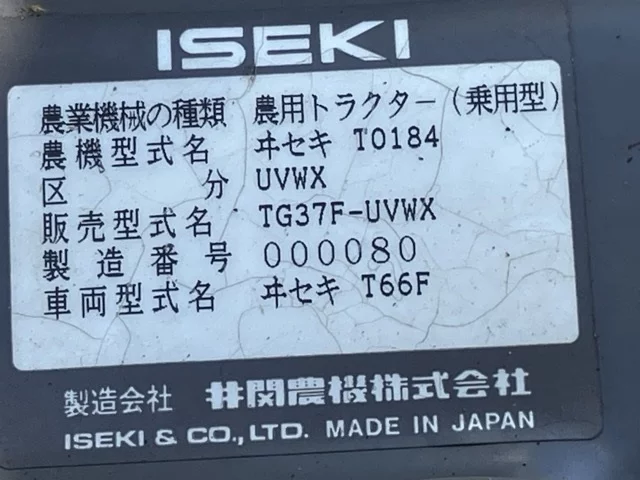 ISEKI
農業機械の種類 農用トラクター(乗用型)
農機型式名 ヰセキ T0184
区分 UVWX
販売型式名 TG37F-UVWX
製造番号 000080
車両型式名 ヰセキ T66F
製造会社 井関農機株式会社
ISEKI & CO., LTD. MADE IN JAPAN